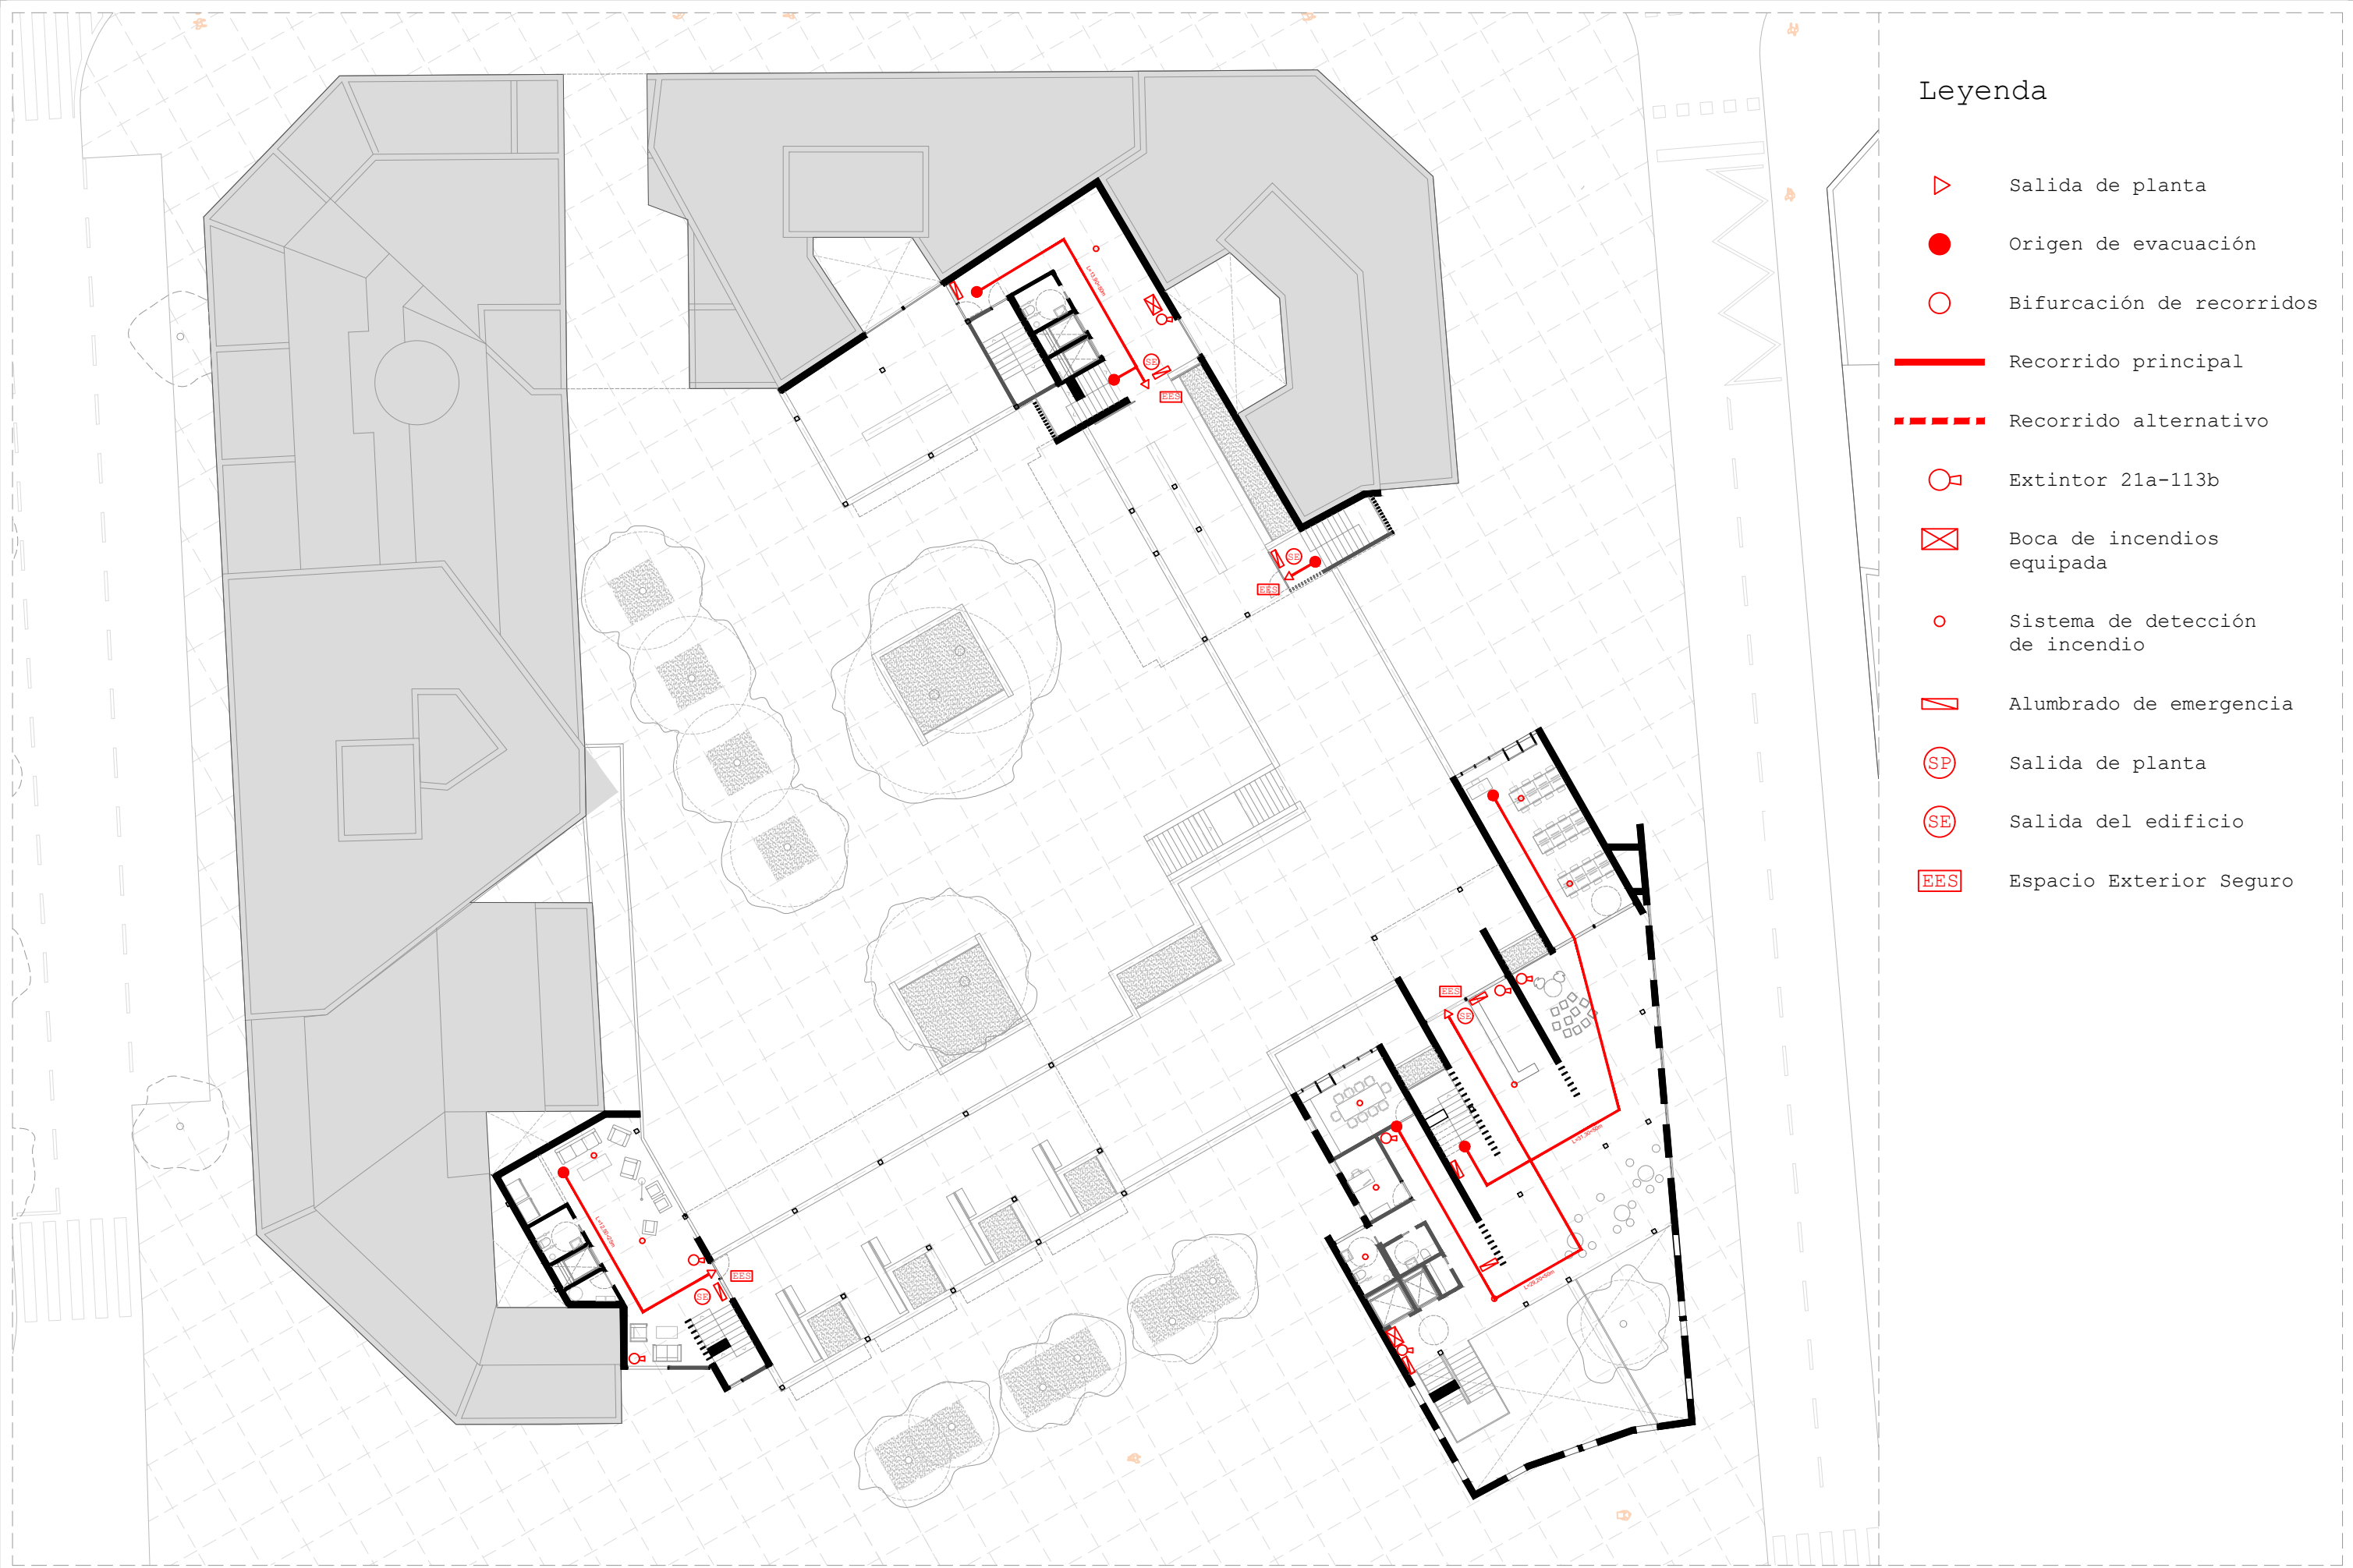 Leyenda
Salida de planta
Origen de evacuación
Bifurcación de recorridos
Recorrido principal
Recorrido alternativo
Extintor 21a-113b
Boca de incendios
equipada
Sistema de detección
de incendio
Alumbrado de emergencia
SP
Salida de planta
SE
Salida del edificio
EES
Espacio Exterior Seguro
SE
EES
SE
EES
EES
SE
EES
SE